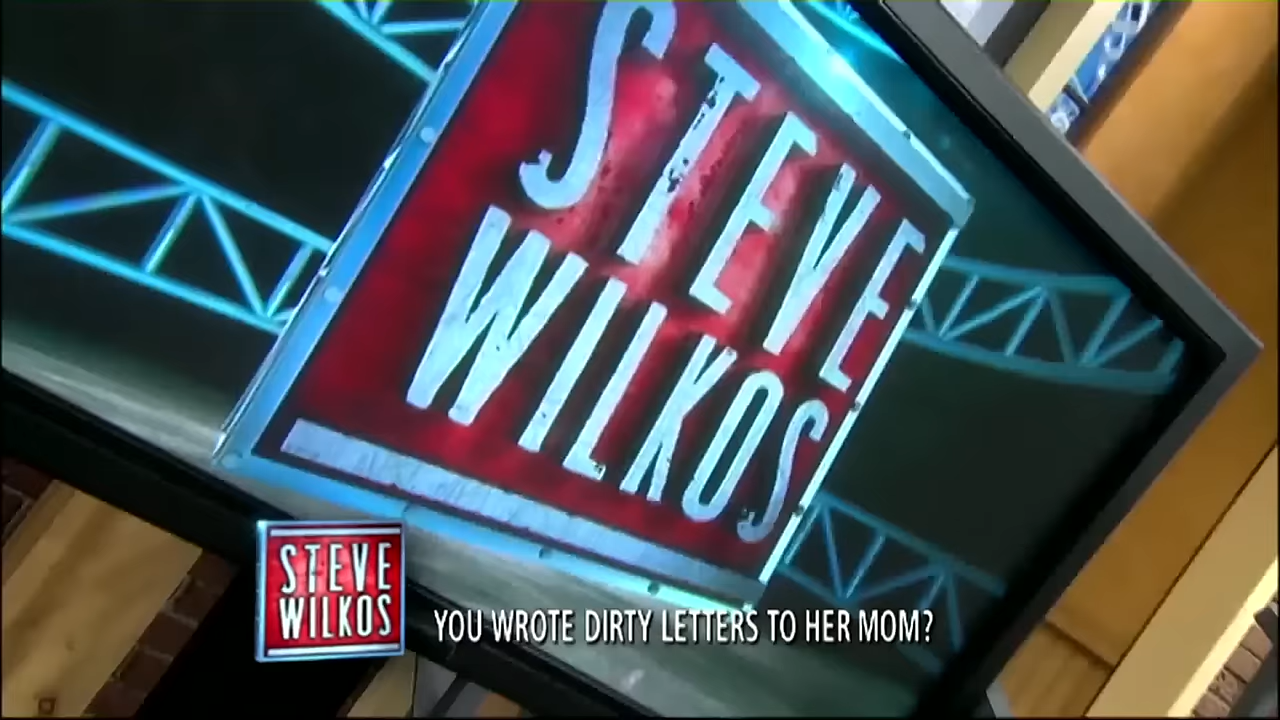 STEVE
WILKOS
STEVE
WILKOS
YOU WROTE DIRTY LETTERS TO HER MOM?